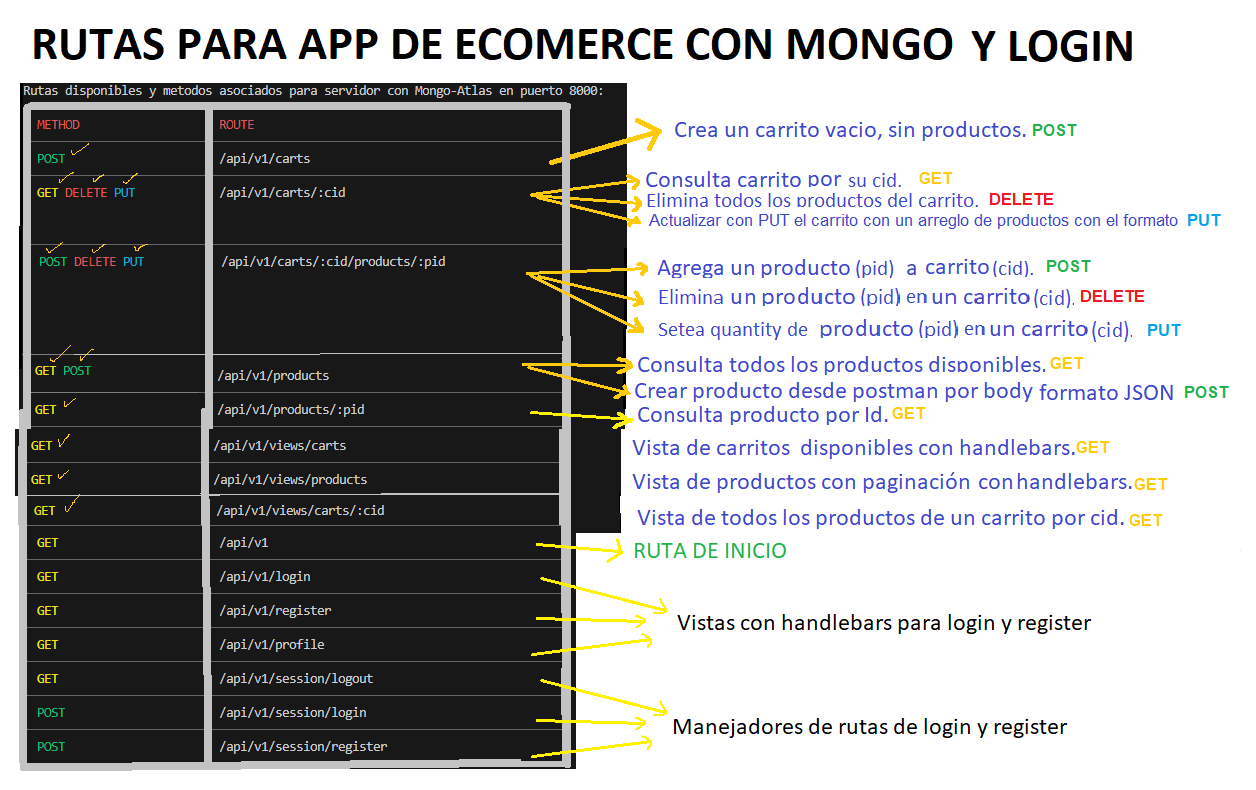 RUTAS PARA APP DE ECOMERCE CON MONGO Y LOGIN
Rutas disponibles y metodos asociados para servidor con Mongo-Atlas en puerto 8000:
METHOD ROUTE
POST /api/v1/carts Crea un carrito vacio, sin productos. POST
GET DELETE PUT /api/v1/carts/:cid Consulta carrito por su cid. GET
Elimina todos los productos del carrito. DELETE
Actualizar con PUT el carrito con un arreglo de productos con el formato PUT
POST DELETE PUT /api/v1/carts/:cid/products/:pid Agrega un producto (pid) a carrito (cid). POST
Elimina un producto (pid) en un carrito (cid). DELETE
Setea quantity de producto (pid) en un carrito (cid). PUT
GET POST /api/v1/products Consulta todos los productos disponibles. GET
Crear producto desde postman por body formato JSON POST
GET /api/v1/products/:pid Consulta producto por Id. GET
GET /api/v1/views/carts Vista de carritos disponibles con handlebars. GET
GET /api/v1/views/products Vista de productos con paginación con handlebars. GET
GET /api/v1/views/carts/:cid Vista de todos los productos de un carrito por cid. GET
GET /api/v1 RUTA DE INICIO
GET /api/v1/login
GET /api/v1/register Vistas con handlebars para login y register
GET /api/v1/profile
GET /api/v1/session/logout
POST /api/v1/session/login Manejadores de rutas de login y register
POST /api/v1/session/register